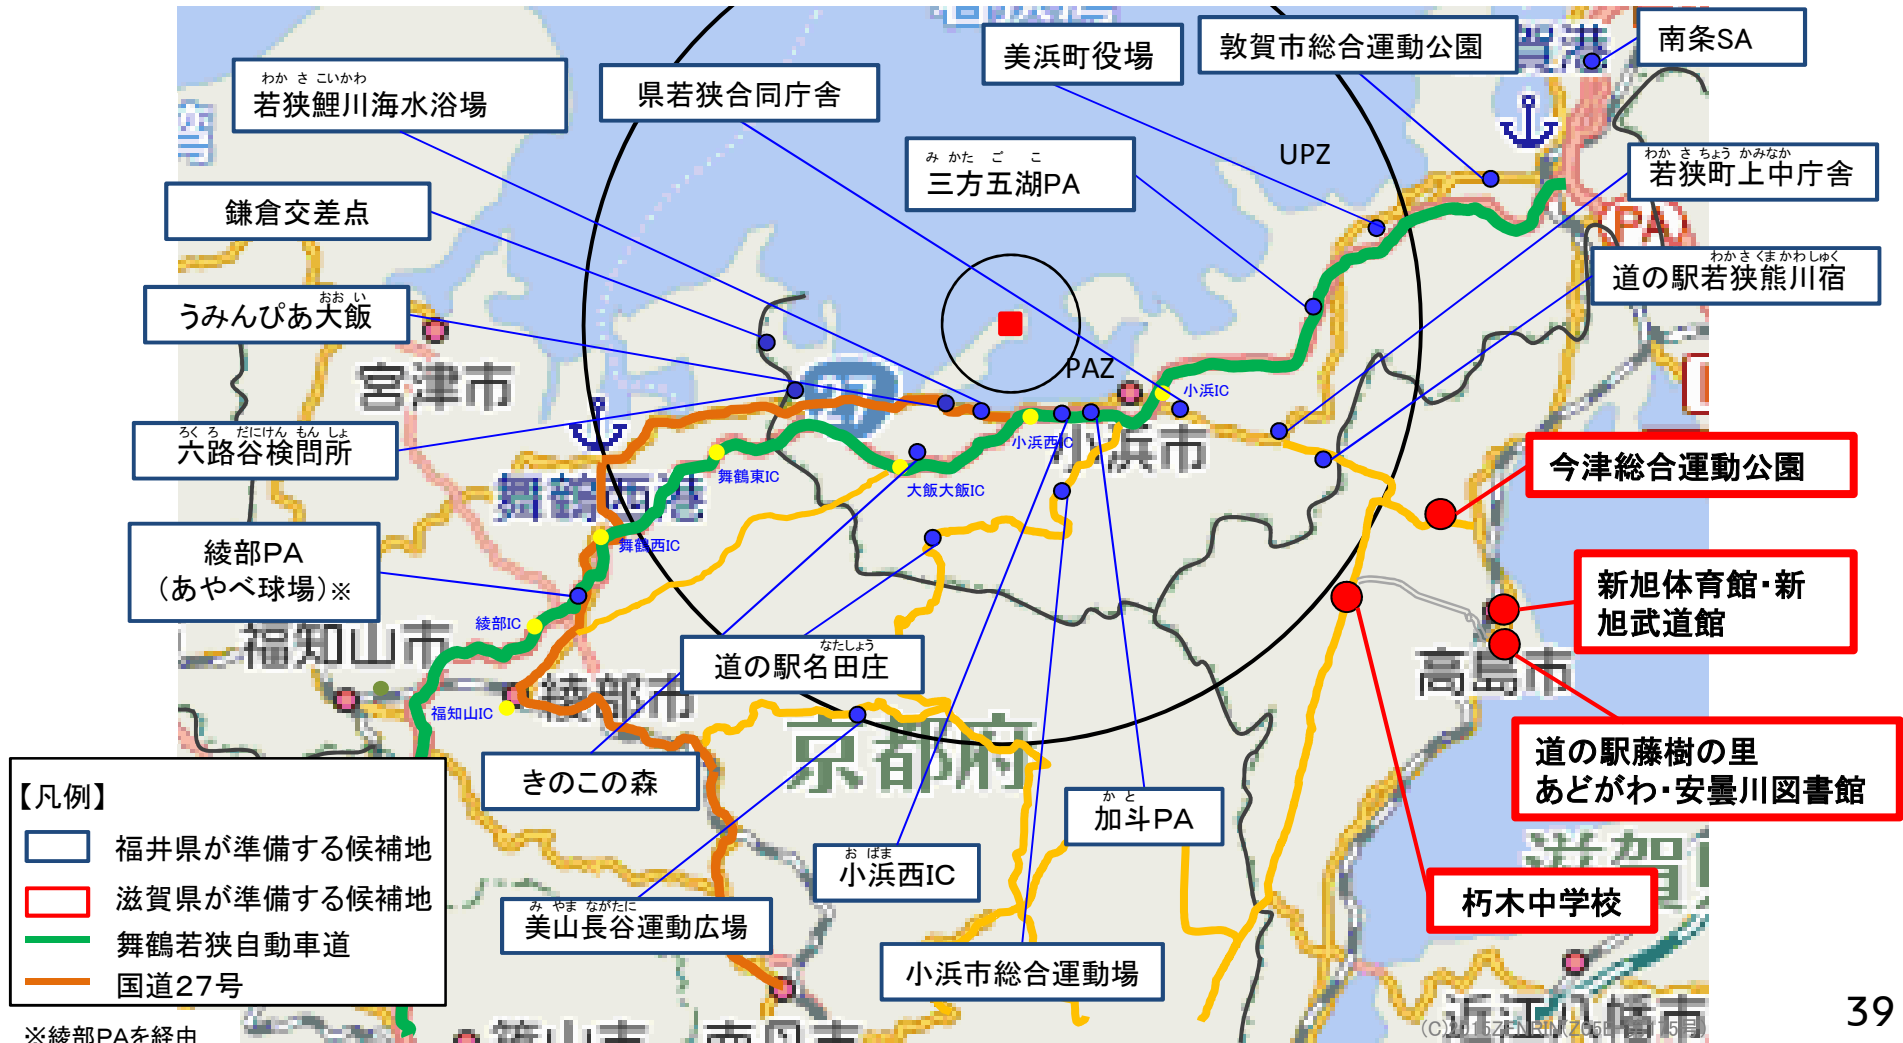 南条SA
敦賀市総合運動公園
美浜町役場
わかさ こいかわ
若狭鯉川海水浴場
県若狭合同庁舎
みかた ご こ
三方五湖PA
UPZ
わかさちょう かみなか
若狭町上中庁舎
鎌倉交差点
わかさくまかわしゅく
道の駅若狭熊川宿
おおい
うみんぴあ大飯
宮津市
PAZ
小浜IC
ろくろ だにけん もん しょ
六路谷検問所
小浜西IC
小浜市
舞鶴東IC
大飯大飯IC
舞鶴西港
今津総合運動公園
舞鶴西IC
綾部PA
(あやべ球場)※
新旭体育館・新
旭武道館
綾部IC
福知山市
なたしょう
道の駅名田庄
高島市
福知山IC
綾部市
京都府
道の駅藤樹の里
あどがわ・安曇川図書館
きのこの森
かと
加斗PA
おばま
小浜西IC
滋賀
朽木中学校
みやま ながたに
美山長谷運動広場
小浜市総合運動場
近江八幡市
【凡例】
福井県が準備する候補地
滋賀県が準備する候補地
舞鶴若狭自動車道
国道27号
※綾部PAを経由
39